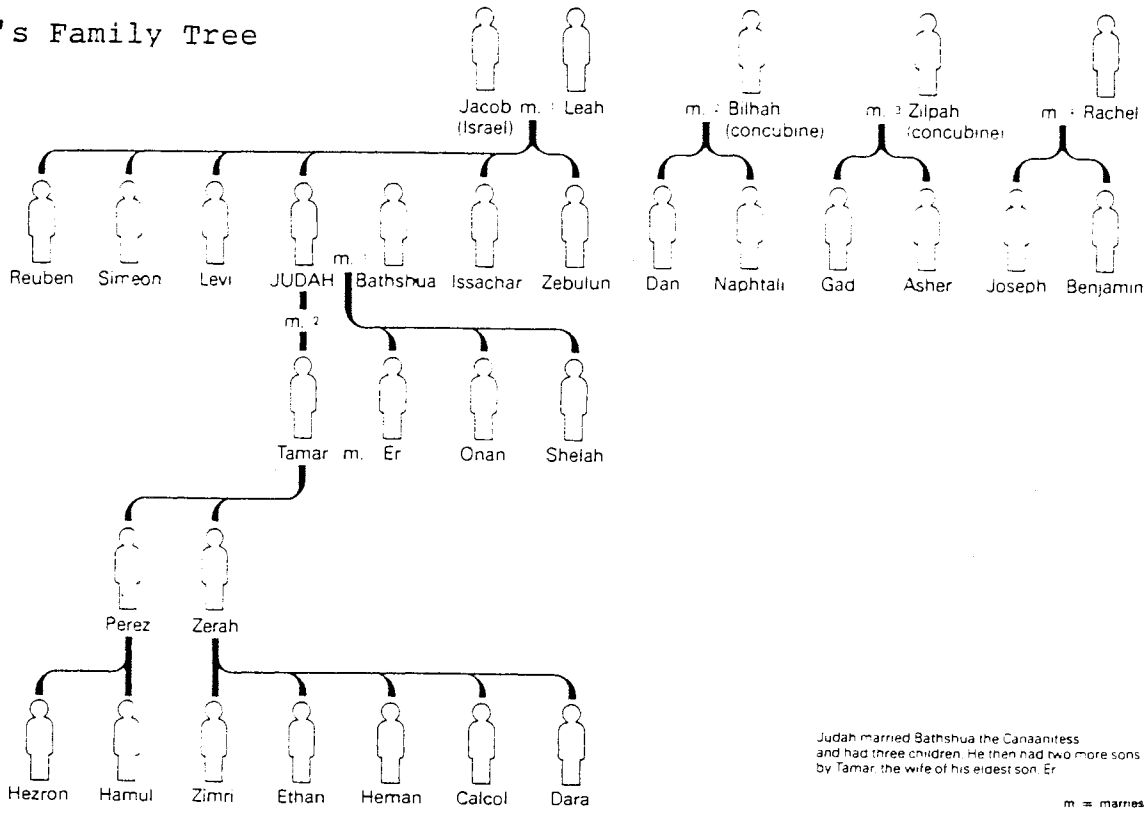 's Family Tree
Jacob m. 1 Leah
(Israel)
m. 2 Bilhah
(concubine)
m. 3 Zilpah
(concubine)
m. Rachel
Reuben Simeon Levi JUDAH m. 1 Bathshua Issachar Zebulun Dan Naphtali Gad Asher Joseph Benjamin
m. 2
Tamar m. Er Onan Shelah
Perez Zerah
Hezron Hamul Zimri Ethan Heman Calcol Dara
Judah married Bathshua the Canaanitess
and had three children. He then had two more sons
by Tamar, the wife of his eldest son, Er
m = marries